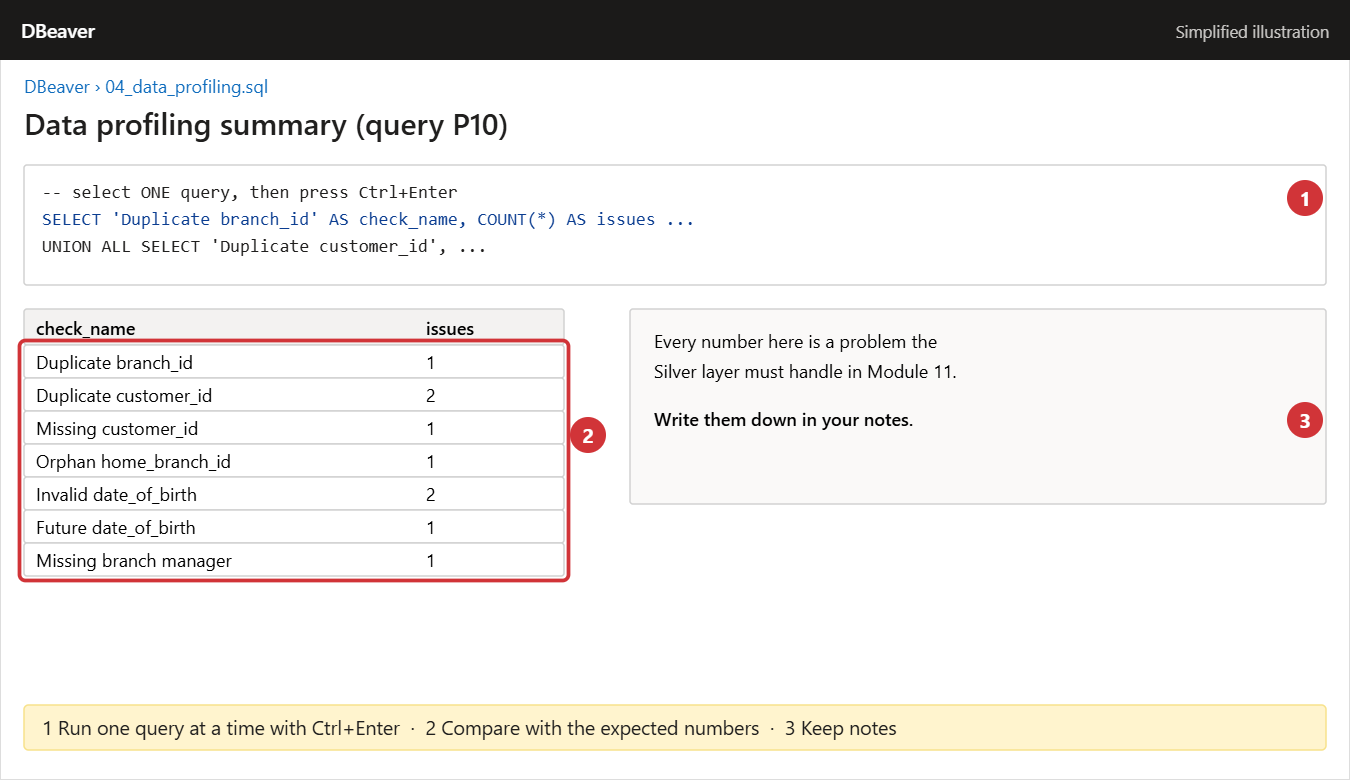 DBeaver
Simplified illustration
DBeaver › 04_data_profiling.sql
Data profiling summary (query P10)
-- select ONE query, then press Ctrl+Enter
SELECT 'Duplicate branch_id' AS check_name, COUNT(*) AS issues ...
UNION ALL SELECT 'Duplicate customer_id', ...
1
check_name issues
Duplicate branch_id 1
Duplicate customer_id 2
Missing customer_id 1
Orphan home_branch_id 1
Invalid date_of_birth 2
Future date_of_birth 1
Missing branch manager 1
2
Every number here is a problem the
Silver layer must handle in Module 11.
Write them down in your notes.
3
1 Run one query at a time with Ctrl+Enter · 2 Compare with the expected numbers · 3 Keep notes